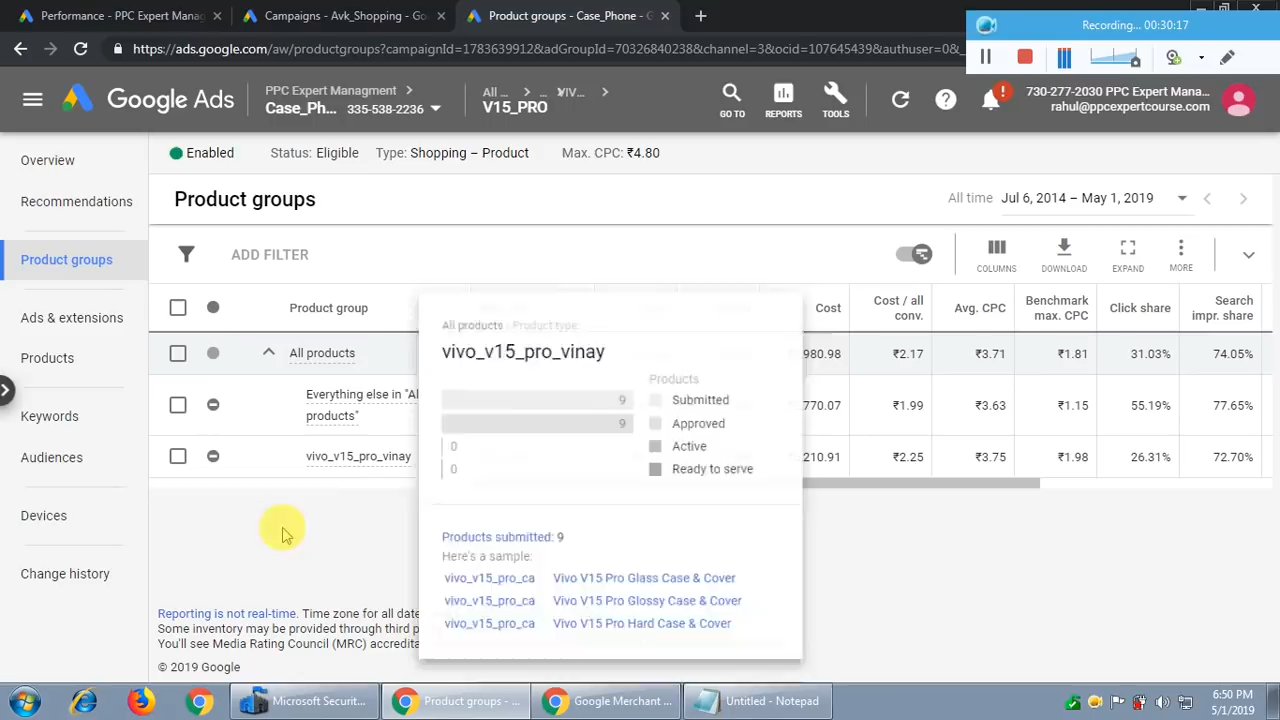 Performance - PPC Expert Manag
Campaigns - Avk_Shopping - Go
Product groups - Case_Phone - G
Recording... 00:30:17
https://ads.google.com/aw/productgroups?campaignId=1783639912&adGroupId=70326840238&channel=3&ocid=107645439&authuser=0&_
Google Ads
PPC Expert Managment
Case_Ph... 335-538-2236
All ... ... VIV...
V15_PRO
GO TO
REPORTS
TOOLS
730-277-2030 PPC Expert Mana...
rahul@ppcexpertcourse.com
Overview
Recommendations
Product groups
Ads & extensions
Products
Keywords
Audiences
Devices
Change history
Enabled Status: Eligible Type: Shopping – Product Max. CPC: ₹4.80
Product groups
All time Jul 6, 2014 – May 1, 2019
ADD FILTER
COLUMNS
DOWNLOAD
EXPAND
MORE
Product group Cost Cost / all conv. Avg. CPC Benchmark max. CPC Click share Search impr. share
All products 980.98 ₹2.17 ₹3.71 ₹1.81 31.03% 74.05%
Everything else in "Al
products" 770.07 ₹1.99 ₹3.63 ₹1.15 55.19% 77.65%
vivo_v15_pro_vinay 210.91 ₹2.25 ₹3.75 ₹1.98 26.31% 72.70%
All products Product type:
vivo_v15_pro_vinay
Products
9 Submitted
9 Approved
0 Active
0 Ready to serve
Products submitted: 9
Here's a sample:
vivo_v15_pro_ca Vivo V15 Pro Glass Case & Cover
vivo_v15_pro_ca Vivo V15 Pro Glossy Case & Cover
vivo_v15_pro_ca Vivo V15 Pro Hard Case & Cover
Reporting is not real-time. Time zone for all date
Some inventory may be provided through third p
You'll see Media Rating Council (MRC) accredita
© 2019 Google
Microsoft Securit...
Product groups - ...
Google Merchant ...
Untitled - Notepad
6:50 PM
5/1/2019